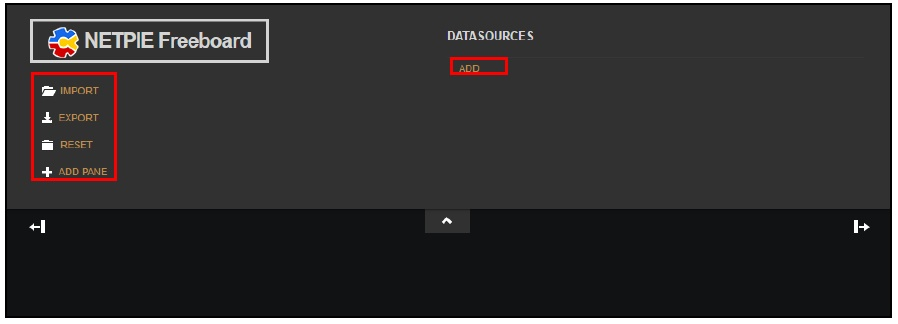 NETPIE Freeboard
IMPORT
EXPORT
RESET
ADD PANE
DATASOURCES
ADD